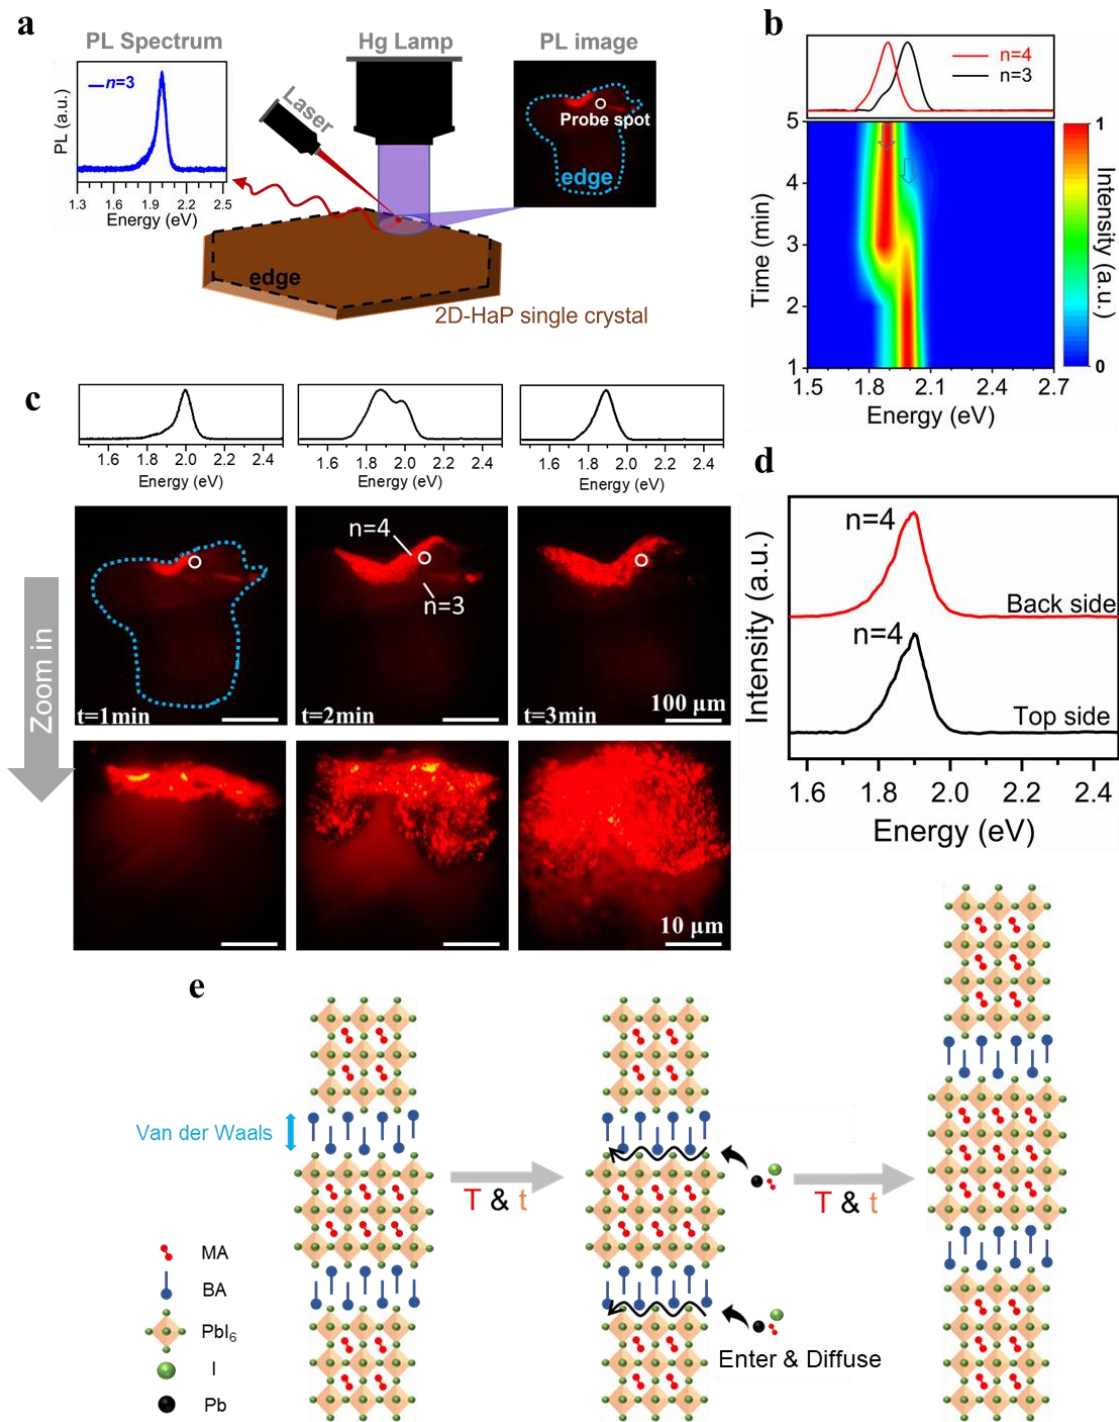 a
PL Spectrum
Hg Lamp
PL image
n=3
PL (a.u.)
1.3 1.6 1.9 2.2 2.5
Energy (eV)
Laser
Probe spot
edge
edge
2D-HaP single crystal
b
n=4
n=3
Time (min)
5
4
3
2
1
1.5 1.8 2.1 2.4 2.7
Energy (eV)
1
0
Intensity (a.u.)
c
1.6 1.8 2.0 2.2 2.4
Energy (eV)
1.6 1.8 2.0 2.2 2.4
Energy (eV)
1.6 1.8 2.0 2.2 2.4
Energy (eV)
Zoom in
t=1min
n=4
n=3
t=2min
t=3min
100 µm
10 µm
d
Intensity (a.u.)
n=4
Back side
n=4
Top side
1.6 1.8 2.0 2.2 2.4
Energy (eV)
e
Van der Waals
T & t
T & t
Enter & Diffuse
MA
BA
PbI6
I
Pb